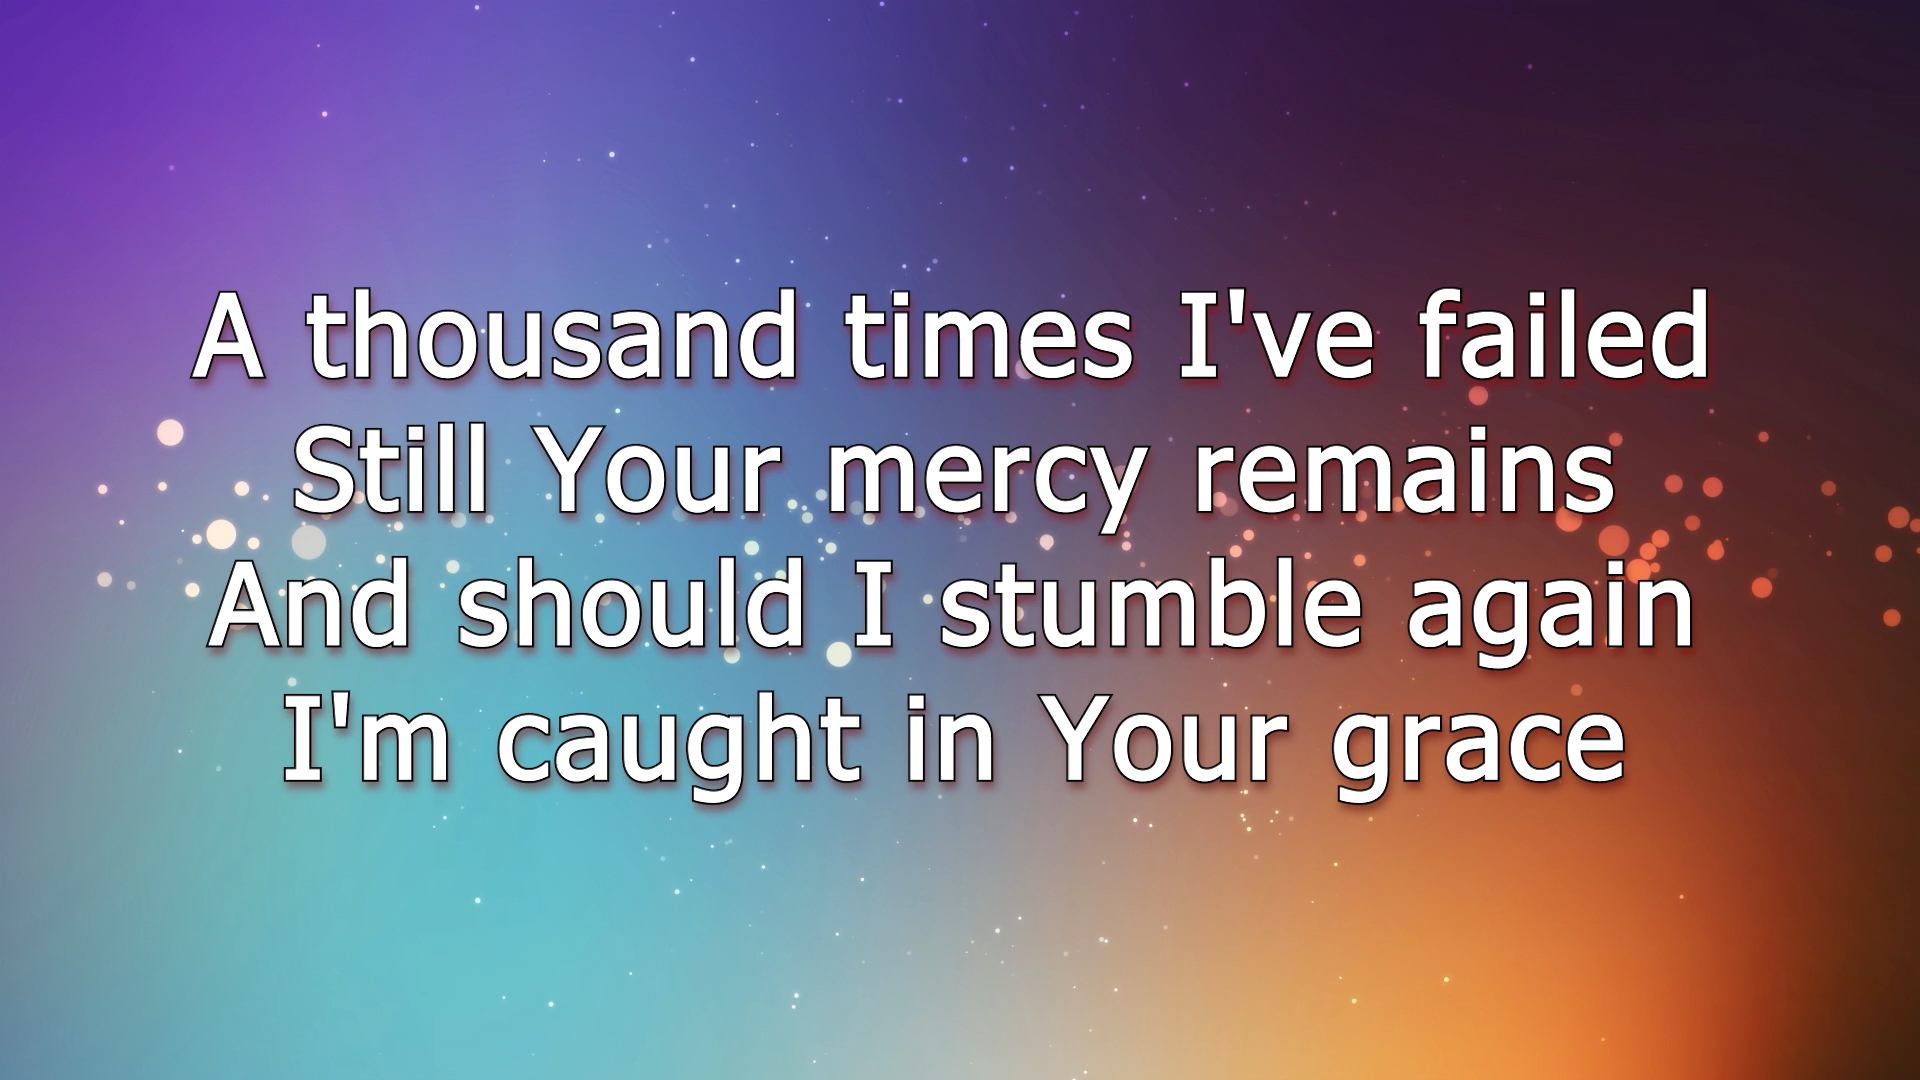 A thousand times I've failed
Still Your mercy remains
And should I stumble again
I'm caught in Your grace